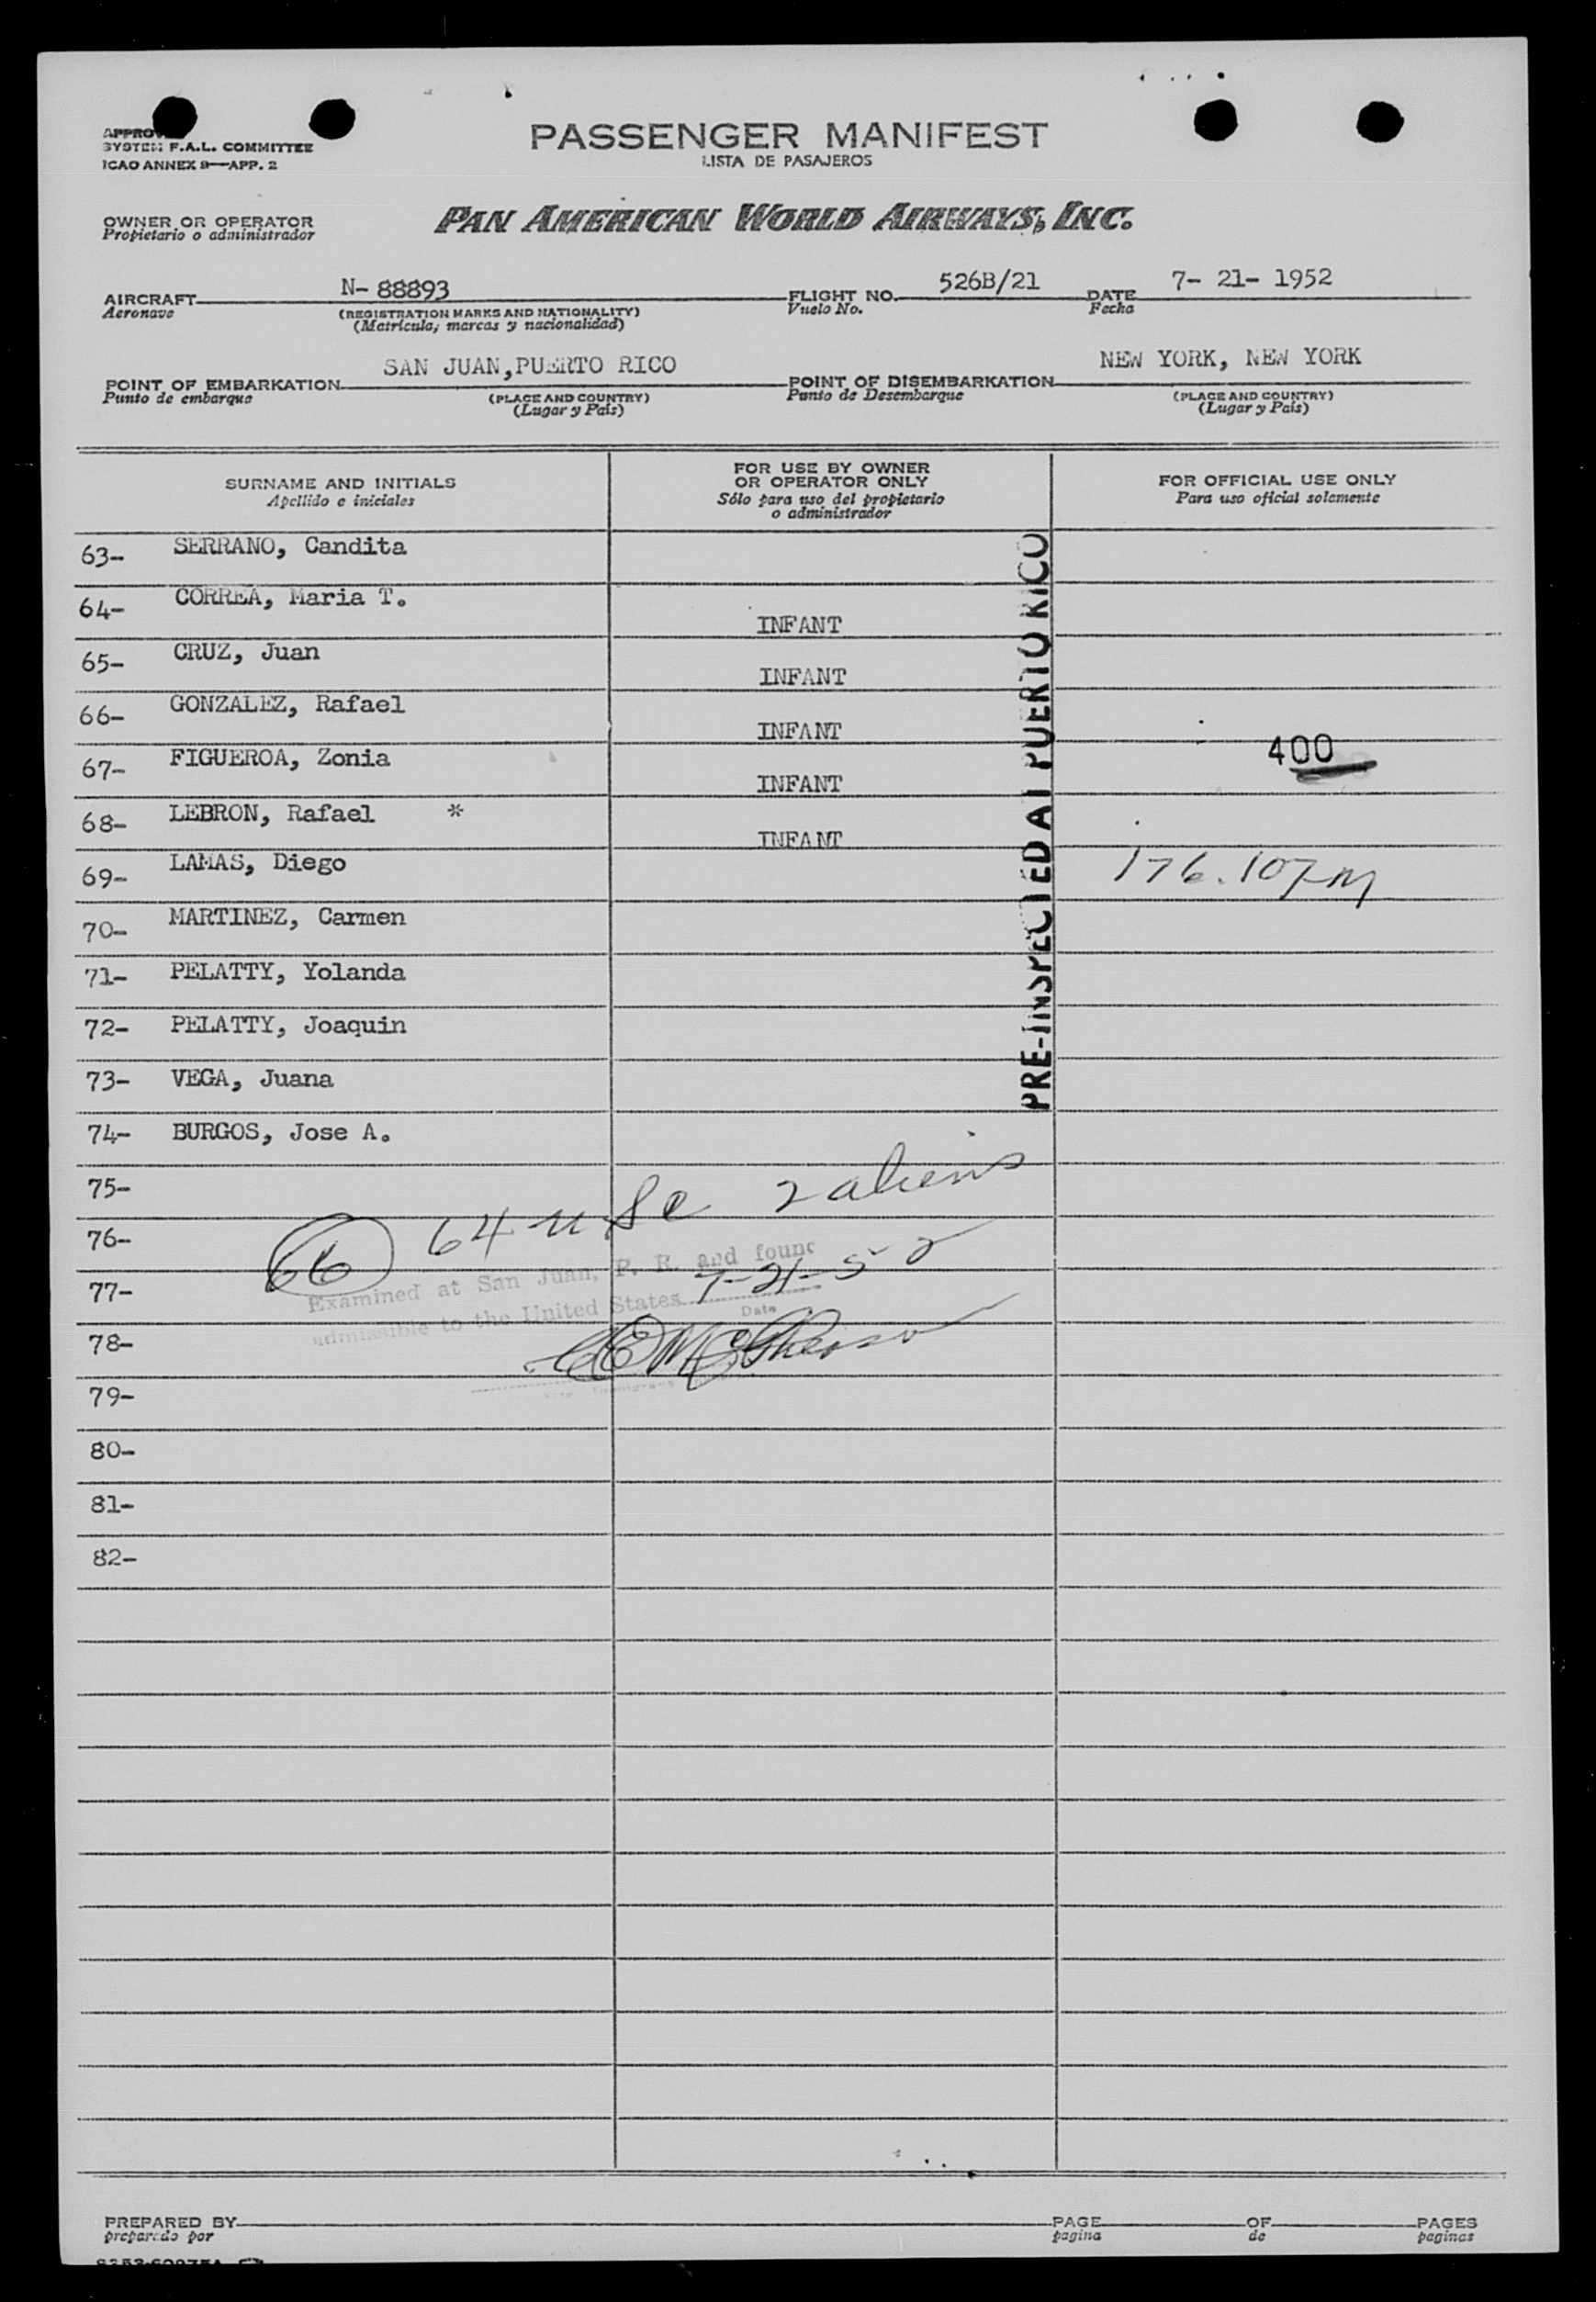 APPROVED
SYSTEM F.A.L. COMMITTEE
ICAO ANNEX 9—APP. 2
PASSENGER MANIFEST
LISTA DE PASAJEROS
OWNER OR OPERATOR
Propietario o administrador
PAN AMERICAN WORLD AIRWAYS, INC.
AIRCRAFT N- 88893 FLIGHT NO. 526B/21 DATE 7- 21- 1952
Aeronave (REGISTRATION MARKS AND NATIONALITY) Vuelo No. Fecha
(Matrícula, marcas y nacionalidad)
POINT OF EMBARKATION SAN JUAN,PUERTO RICO POINT OF DISEMBARKATION NEW YORK, NEW YORK
Punto de embarque (PLACE AND COUNTRY) Punto de Desembarque (PLACE AND COUNTRY)
(Lugar y País) (Lugar y País)
SURNAME AND INITIALS
Apellido e iniciales
FOR USE BY OWNER
OR OPERATOR ONLY
Sólo para uso del propietario
o administrador
FOR OFFICIAL USE ONLY
Para uso oficial solamente
63- SERRANO, Candita
64- CORREA, Maria T. INFANT
65- CRUZ, Juan INFANT
66- GONZALEZ, Rafael INFANT
400
67- FIGUEROA, Zonia INFANT
68- LEBRON, Rafael * INFANT
69- LAMAS, Diego
70- MARTINEZ, Carmen
71- PELATTY, Yolanda
72- PELATTY, Joaquin
73- VEGA, Juana
74- BURGOS, Jose A.
PRE-INSPECTED AT PUERTO RICO
75-
76-
77-
78-
79-
80-
81-
82-
66 64 usc 2 aliens
Examined at San Juan, P. R. and found
admissible to the United States 7-21-52
Date
PREPARED BY PAGE OF PAGES
preparado por pagina de paginas